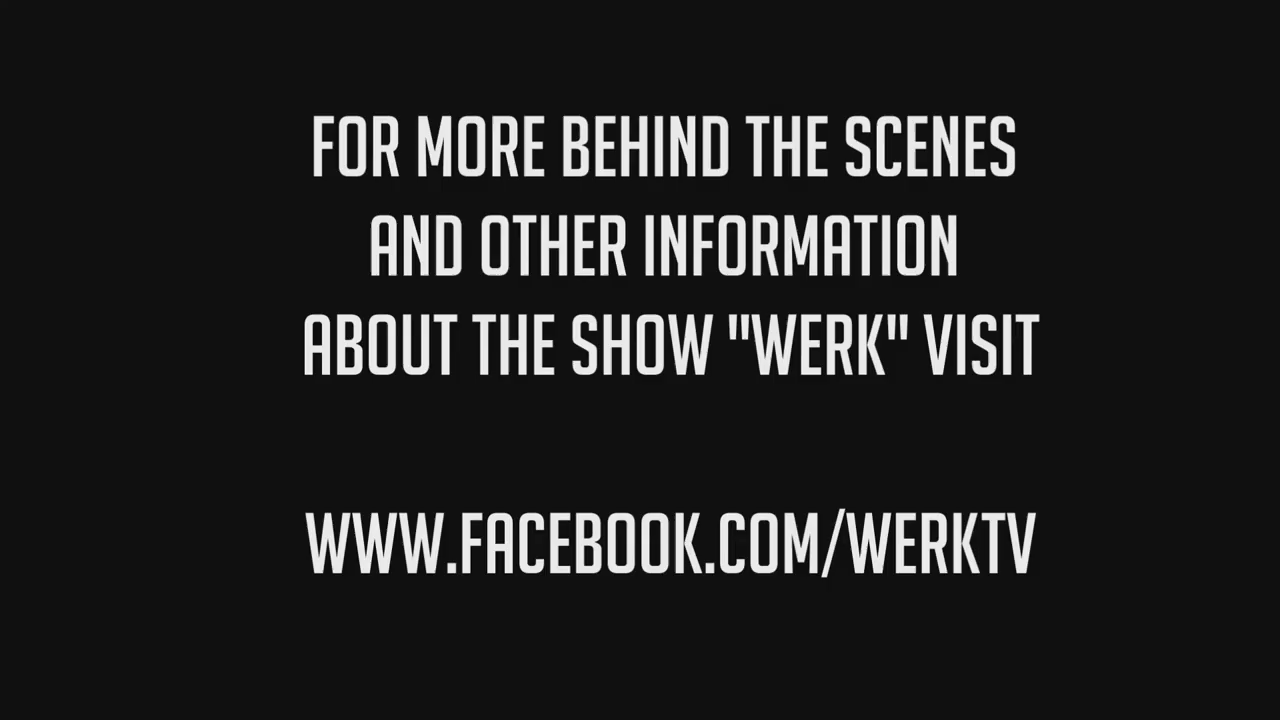 FOR MORE BEHIND THE SCENES
AND OTHER INFORMATION
ABOUT THE SHOW "WERK" VISIT
WWW.FACEBOOK.COM/WERKTV